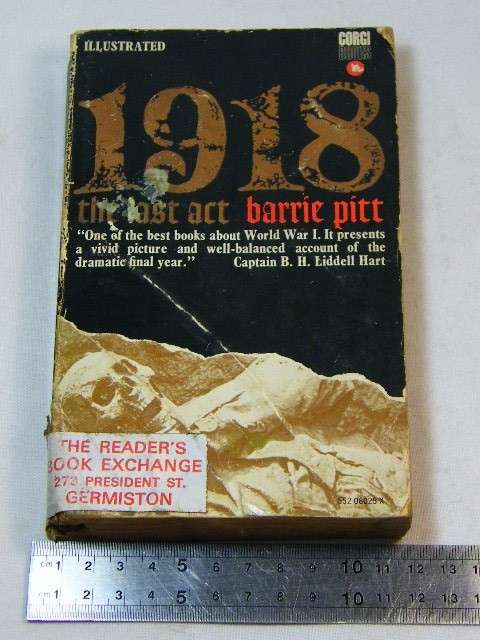 ILLUSTRATED
CORGI
BOOKS
1918
the last act barrie pitt
"One of the best books about World War I. It presents
a vivid picture and well-balanced account of the
dramatic final year." Captain B. H. Liddell Hart
THE READER'S
BOOK EXCHANGE
273 PRESIDENT ST.
GERMISTON
552 08025 X
cm 1 2 3 4 5 6 7 8 9 10 11 12 13
cm 1 2 3 4 5 6 7 8 9 10 11 12 13